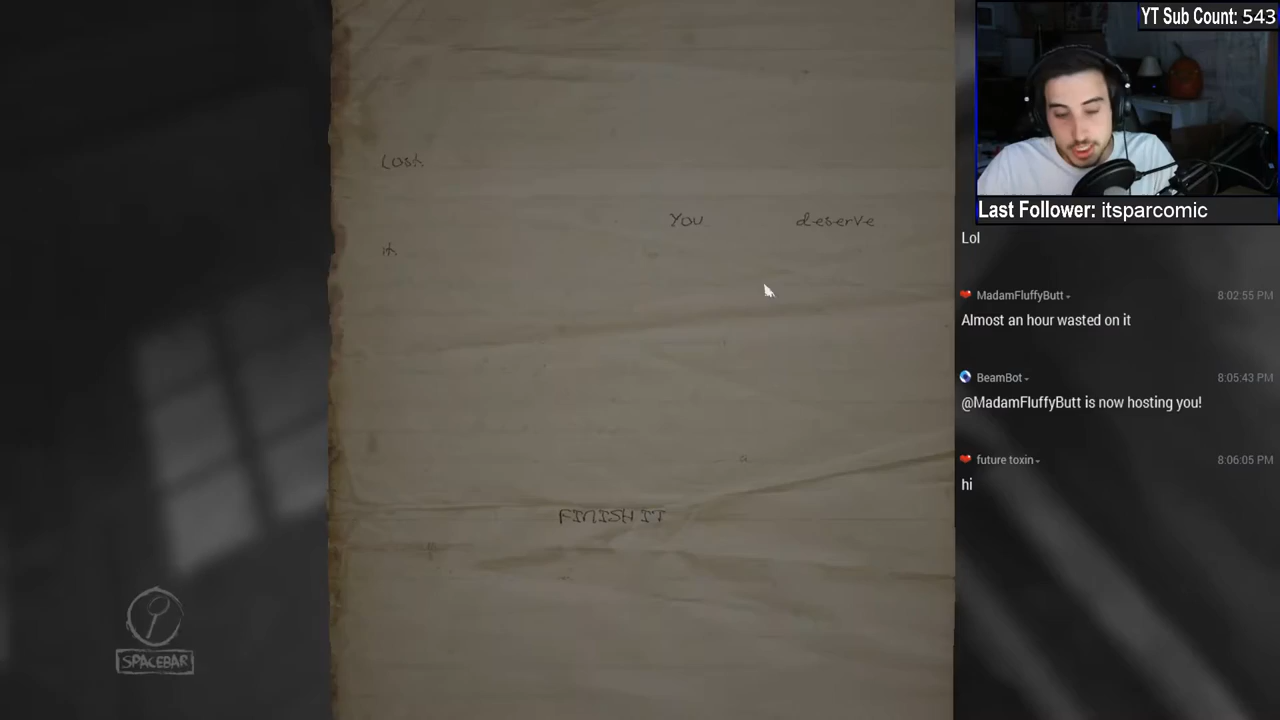 YT Sub Count: 543
Last Follower: itsparcomic
Lol
MadamFluffyButt 8:02:55 PM
Almost an hour wasted on it
BeamBot 8:05:43 PM
@MadamFluffyButt is now hosting you!
future toxin 8:06:05 PM
hi
You deserve
it
a
FINISH IT
SPACEBAR